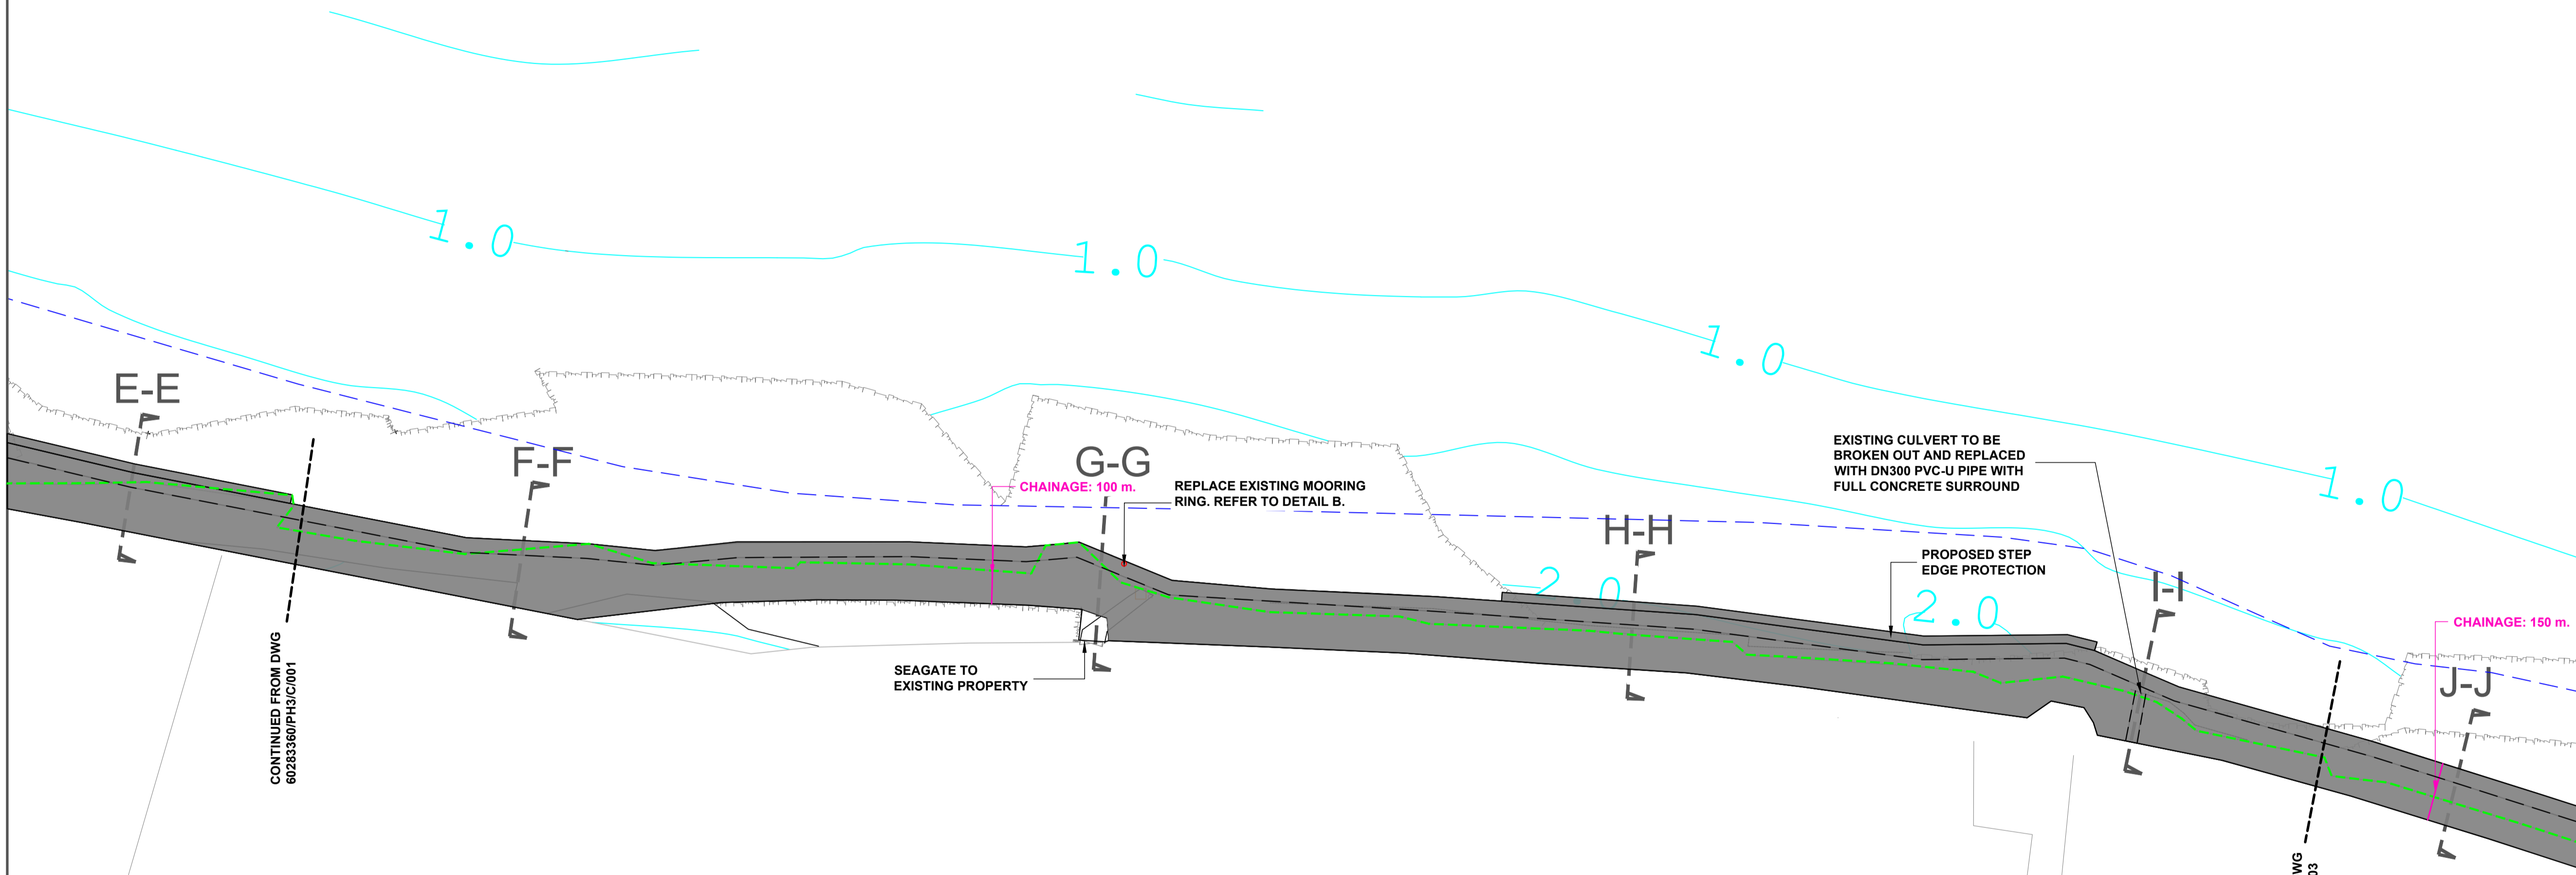 1.0
1.0
1.0
1.0
E-E
F-F
G-G
H-H
I-I
J-J
CHAINAGE: 100 m.
REPLACE EXISTING MOORING
RING. REFER TO DETAIL B.
EXISTING CULVERT TO BE
BROKEN OUT AND REPLACED
WITH DN300 PVC-U PIPE WITH
FULL CONCRETE SURROUND
PROPOSED STEP
EDGE PROTECTION
2.0
2.0
CHAINAGE: 150 m.
SEAGATE TO
EXISTING PROPERTY
CONTINUED FROM DWG
60283360/PH3/C/001
WG
03